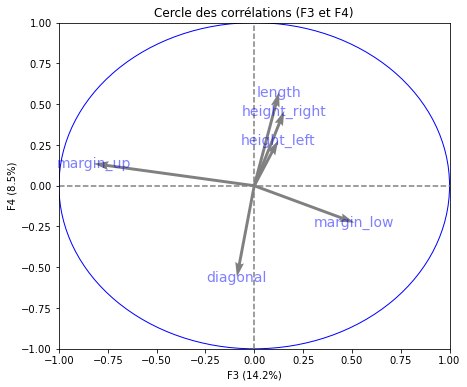 Cercle des corrélations (F3 et F4)
1.00
0.75
0.50
0.25
0.00
−0.25
−0.50
−0.75
−1.00
F4 (8.5%)
length
height_right
height_left
margin_up
margin_low
diagonal
−1.00 −0.75 −0.50 −0.25 0.00 0.25 0.50 0.75 1.00
F3 (14.2%)